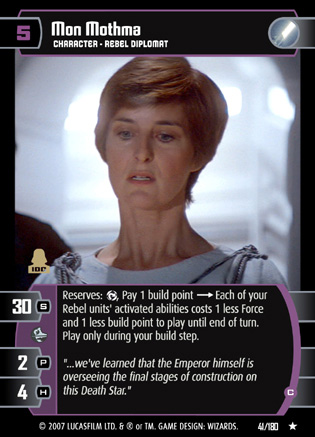 5 Mon Mothma
CHARACTER • REBEL DIPLOMAT
IDC
30 S
2 P
4 H
Reserves: , Pay 1 build point → Each of your
Rebel units' activated abilities costs 1 less Force
and 1 less build point to play until end of turn.
Play only during your build step.
"...we've learned that the Emperor himself is
overseeing the final stages of construction on
this Death Star."
C
© 2007 LUCASFILM LTD. & ® or TM. GAME DESIGN: WIZARDS. 41/180